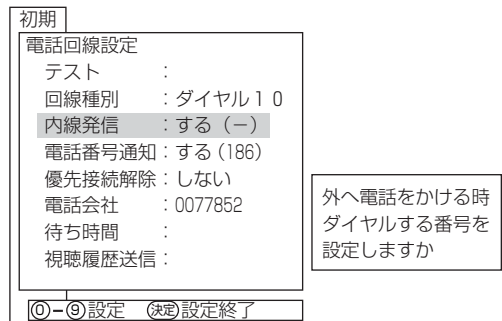 初期
電話回線設定
テスト :
回線種別 :ダイヤル10
内線発信 :する(−)
電話番号通知:する(186)
優先接続解除:しない
電話会社 :0077852
待ち時間 :
視聴履歴送信:
外へ電話をかける時
ダイヤルする番号を
設定しますか
⓪−⑨設定 決定設定終了